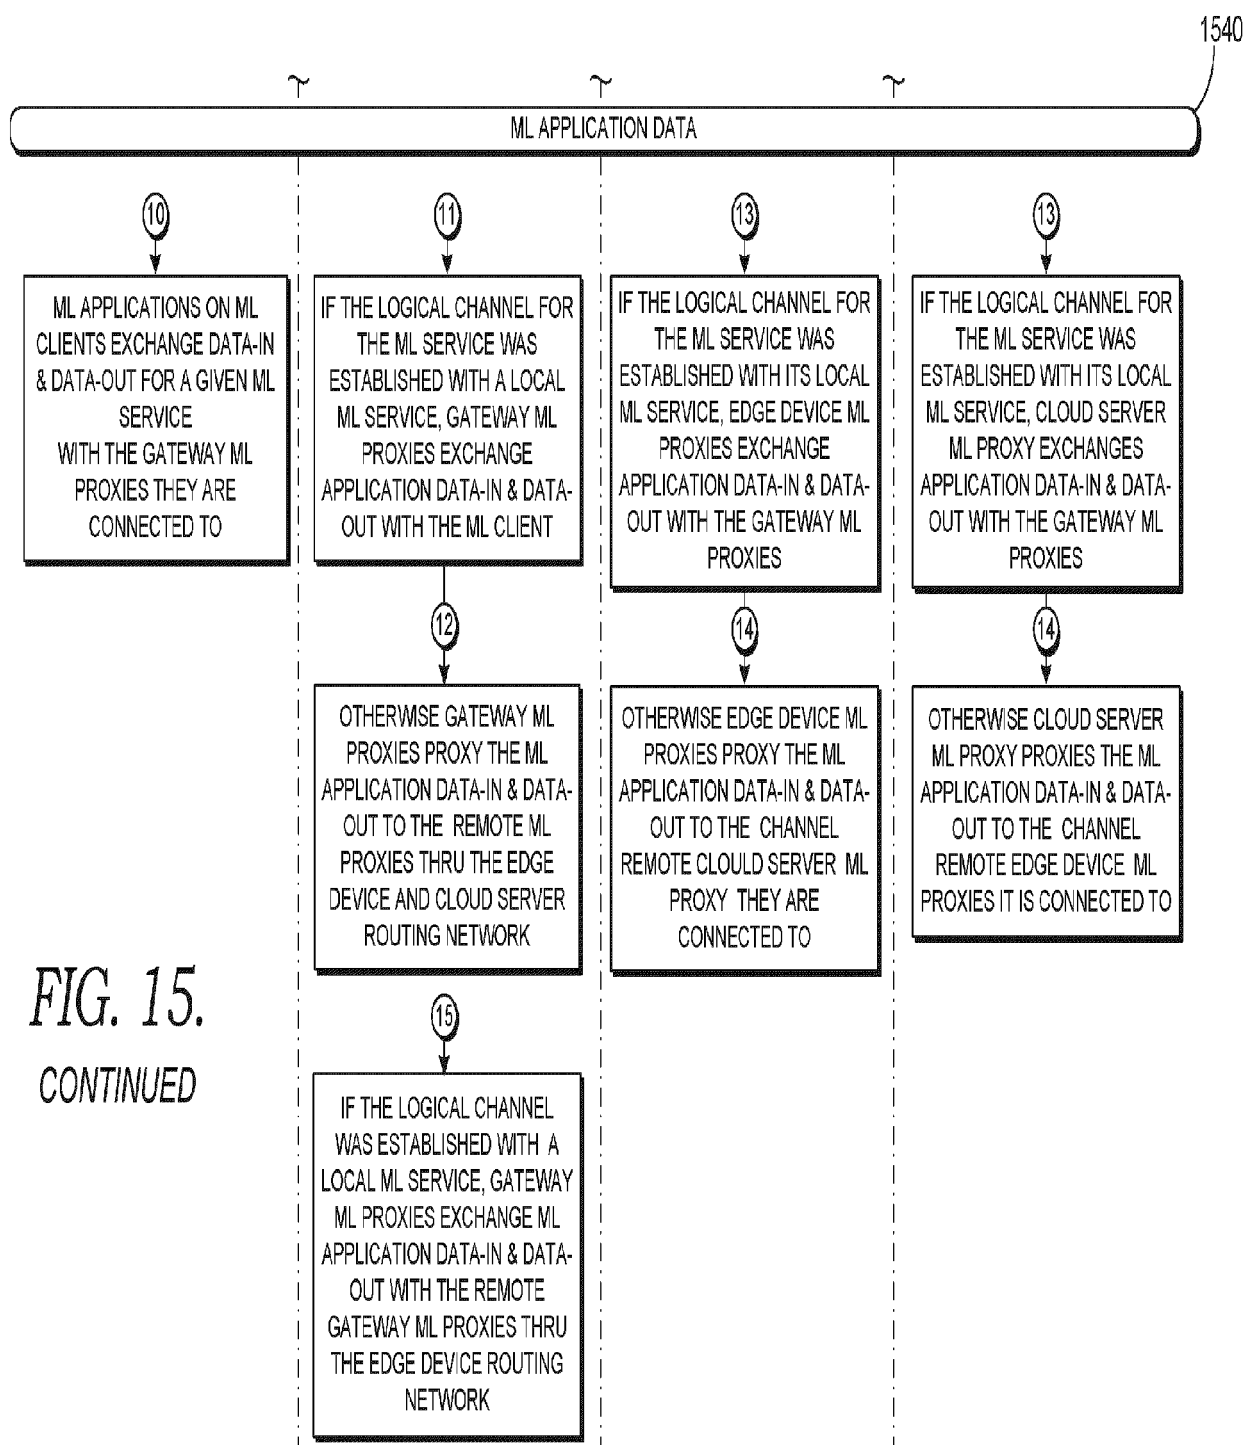 1540
ML APPLICATION DATA
10
ML APPLICATIONS ON ML
CLIENTS EXCHANGE DATA-IN
& DATA-OUT FOR A GIVEN ML
SERVICE
WITH THE GATEWAY ML
PROXIES THEY ARE
CONNECTED TO
11
IF THE LOGICAL CHANNEL FOR
THE ML SERVICE WAS
ESTABLISHED WITH A LOCAL
ML SERVICE, GATEWAY ML
PROXIES EXCHANGE
APPLICATION DATA-IN & DATA-
OUT WITH THE ML CLIENT
12
OTHERWISE GATEWAY ML
PROXIES PROXY THE ML
APPLICATION DATA-IN & DATA-
OUT TO THE REMOTE ML
PROXIES THRU THE EDGE
DEVICE AND CLOUD SERVER
ROUTING NETWORK
15
IF THE LOGICAL CHANNEL
WAS ESTABLISHED WITH A
LOCAL ML SERVICE, GATEWAY
ML PROXIES EXCHANGE ML
APPLICATION DATA-IN & DATA-
OUT WITH THE REMOTE
GATEWAY ML PROXIES THRU
THE EDGE DEVICE ROUTING
NETWORK
13
IF THE LOGICAL CHANNEL FOR
THE ML SERVICE WAS
ESTABLISHED WITH ITS LOCAL
ML SERVICE, EDGE DEVICE ML
PROXIES EXCHANGE
APPLICATION DATA-IN & DATA-
OUT WITH THE GATEWAY ML
PROXIES
14
OTHERWISE EDGE DEVICE ML
PROXIES PROXY THE ML
APPLICATION DATA-IN & DATA-
OUT TO THE CHANNEL
REMOTE CLOULD SERVER ML
PROXY THEY ARE
CONNECTED TO
13
IF THE LOGICAL CHANNEL FOR
THE ML SERVICE WAS
ESTABLISHED WITH ITS LOCAL
ML SERVICE, CLOUD SERVER
ML PROXY EXCHANGES
APPLICATION DATA-IN & DATA-
OUT WITH THE GATEWAY ML
PROXIES
14
OTHERWISE CLOUD SERVER
ML PROXY PROXIES THE ML
APPLICATION DATA-IN & DATA-
OUT TO THE CHANNEL
REMOTE EDGE DEVICE ML
PROXIES IT IS CONNECTED TO
FIG. 15.
CONTINUED